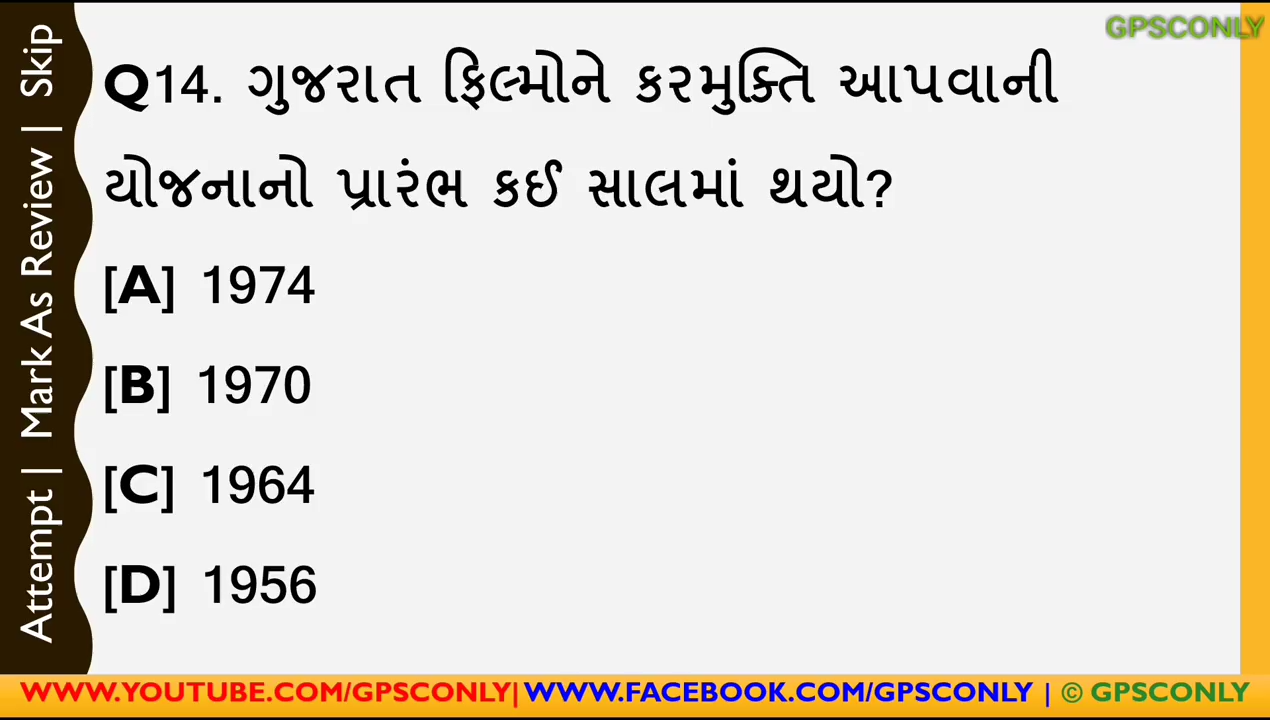 GPSCONLY
Attempt | Mark As Review | Skip
Q14. ગુજરાત ફિલ્મોને કરમુક્તિ આપવાની
યોજનાનો પ્રારંભ કઈ સાલમાં થયો?
[A] 1974
[B] 1970
[C] 1964
[D] 1956
WWW.YOUTUBE.COM/GPSCONLY| WWW.FACEBOOK.COM/GPSCONLY | © GPSCONLY